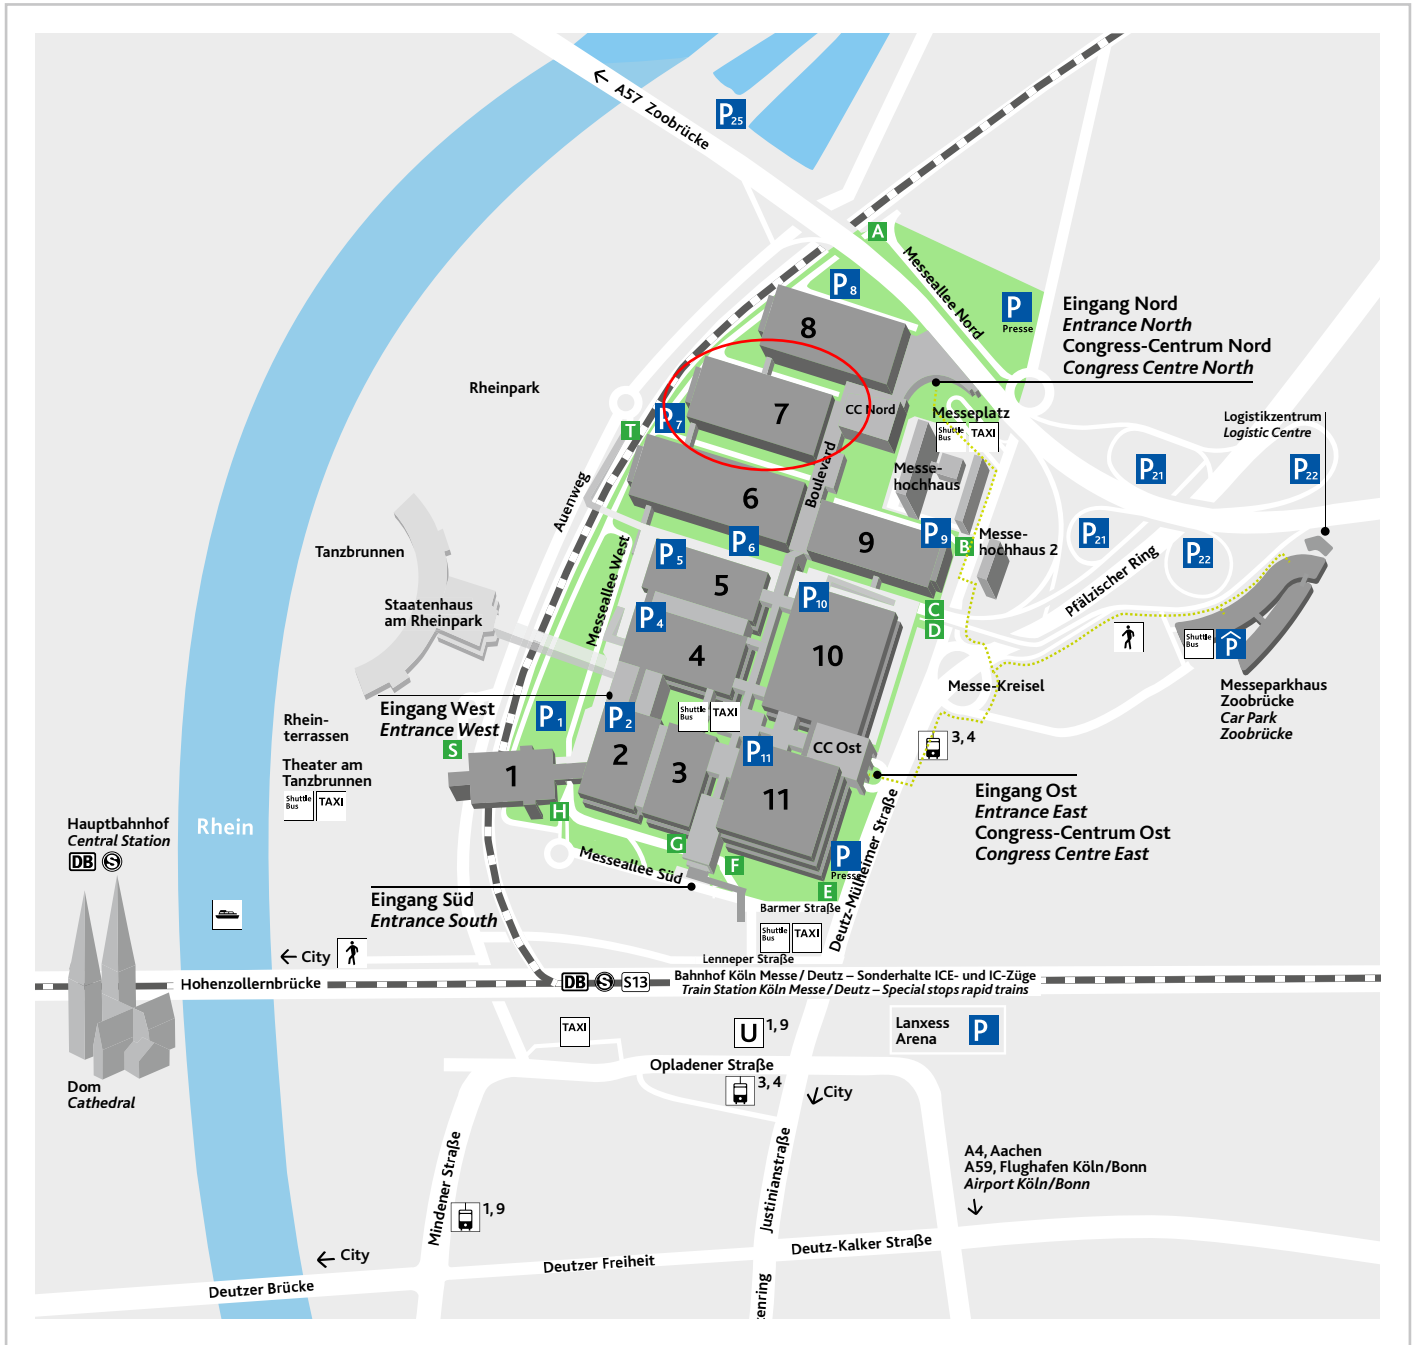 A57 Zoobrücke
P25
A
Messeallee Nord
P8
P
Presse
Eingang Nord
Entrance North
Congress-Centrum Nord
Congress Centre North
8
Rheinpark
7
CC Nord
P7
T
Messeplatz
Shuttle Bus
TAXI
Logistikzentrum
Logistic Centre
Messe-
hochhaus
P21
P22
Boulevard
Auenweg
6
P6
9
P9
B
Messe-
hochhaus 2
P21
P22
Pfälzischer Ring
Tanzbrunnen
Messeallee West
P5
5
P10
C
D
Staatenhaus
am Rheinpark
P4
4
10
Shuttle Bus
P
Messe-Kreisel
Messeparkhaus
Zoobrücke
Car Park
Zoobrücke
Eingang West
Entrance West
P1
P2
Shuttle Bus
TAXI
Rhein-
terrassen
S
3, 4
P11
CC Ost
Theater am
Tanzbrunnen
Shuttle Bus
TAXI
1
2
3
11
Eingang Ost
Entrance East
Congress-Centrum Ost
Congress Centre East
H
G
F
E
P
Presse
Deutz-Mülheimer Straße
Hauptbahnhof
Central Station
DB
S
Rhein
Messeallee Süd
Eingang Süd
Entrance South
Barmer Straße
Shuttle Bus
TAXI
City
Lenneper Straße
Hohenzollernbrücke
DB
S
S13
Bahnhof Köln Messe/Deutz – Sonderhalte ICE- und IC-Züge
Train Station Köln Messe/Deutz – Special stops rapid trains
TAXI
U
1, 9
Lanxess
Arena
P
Opladener Straße
3, 4
City
Dom
Cathedral
Mindener Straße
1, 9
Justinianstraße
A4, Aachen
A59, Flughafen Köln/Bonn
Airport Köln/Bonn
City
Deutzer Brücke
Deutzer Freiheit
Deutz-Kalker Straße
enring